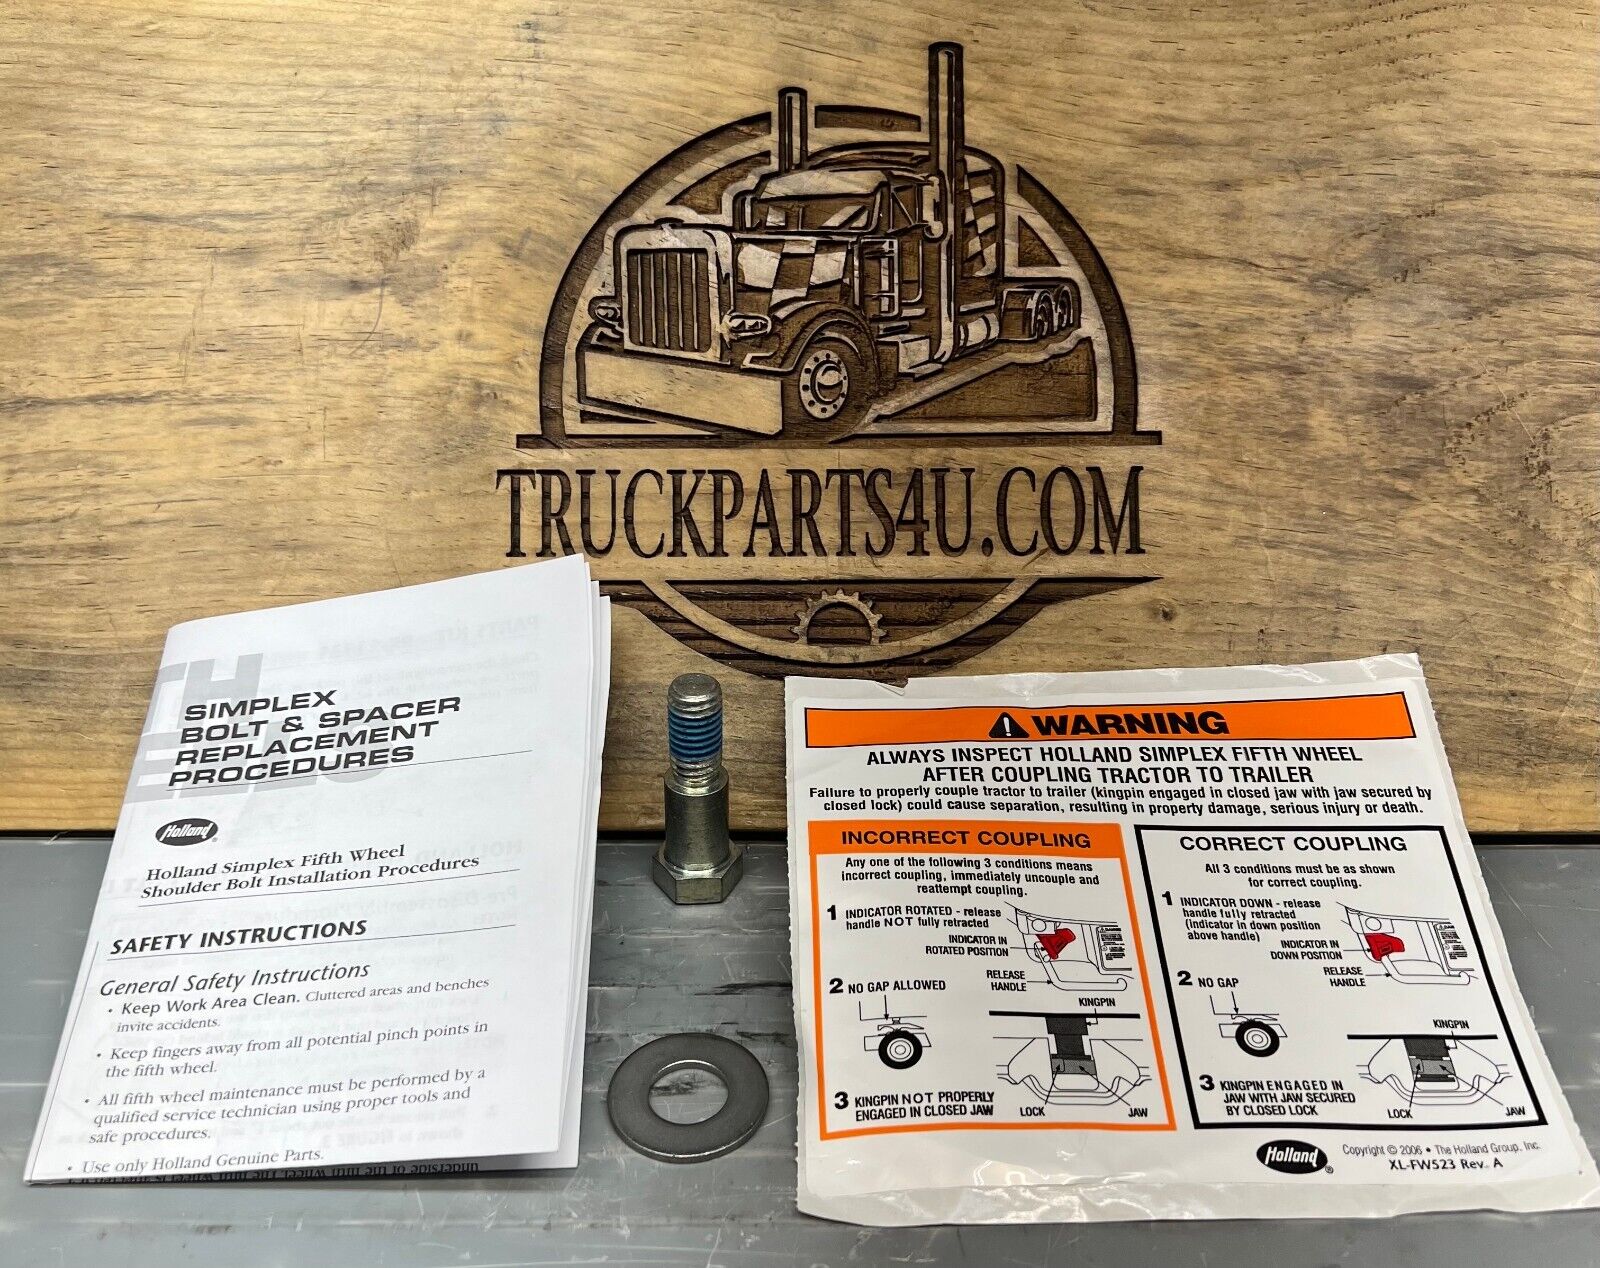 TRUCKPARTS4U.COM
SIMPLEX
BOLT & SPACER
REPLACEMENT
PROCEDURES
Holland
Holland Simplex Fifth Wheel
Shoulder Bolt Installation Procedures
SAFETY INSTRUCTIONS
General Safety Instructions
• Keep Work Area Clean. Cluttered areas and benches
invite accidents.
• Keep fingers away from all potential pinch points in
the fifth wheel.
• All fifth wheel maintenance must be performed by a
qualified service technician using proper tools and
safe procedures.
• Use only Holland Genuine Parts.
WARNING
ALWAYS INSPECT HOLLAND SIMPLEX FIFTH WHEEL
AFTER COUPLING TRACTOR TO TRAILER
Failure to properly couple tractor to trailer (kingpin engaged in closed jaw with jaw secured by
closed lock) could cause separation, resulting in property damage, serious injury or death.
INCORRECT COUPLING
Any one of the following 3 conditions means
incorrect coupling, immediately uncouple and
reattempt coupling.
1 INDICATOR ROTATED - release
handle NOT fully retracted
INDICATOR IN
ROTATED POSITION
RELEASE
HANDLE
2 NO GAP ALLOWED
KINGPIN
3 KINGPIN NOT PROPERLY
ENGAGED IN CLOSED JAW
LOCK
JAW
CORRECT COUPLING
All 3 conditions must be as shown
for correct coupling.
1 INDICATOR DOWN - release
handle fully retracted
(indicator in down position
above handle)
INDICATOR IN
DOWN POSITION
RELEASE
HANDLE
2 NO GAP
KINGPIN
3 KINGPIN ENGAGED IN
JAW WITH JAW SECURED
BY CLOSED LOCK
LOCK
JAW
Holland ®
Copyright © 2006 • The Holland Group, Inc.
XL-FW523 Rev. A